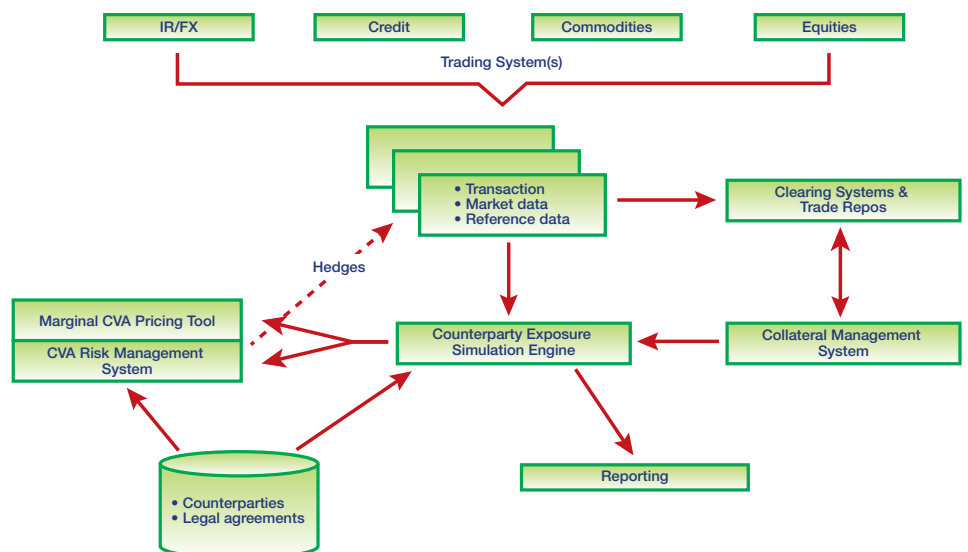 IR/FX
Credit
Commodities
Equities
Trading System(s)
• Transaction
• Market data
• Reference data
Clearing Systems &
Trade Repos
Hedges
Marginal CVA Pricing Tool
CVA Risk Management
System
Counterparty Exposure
Simulation Engine
Collateral Management
System
Reporting
• Counterparties
• Legal agreements